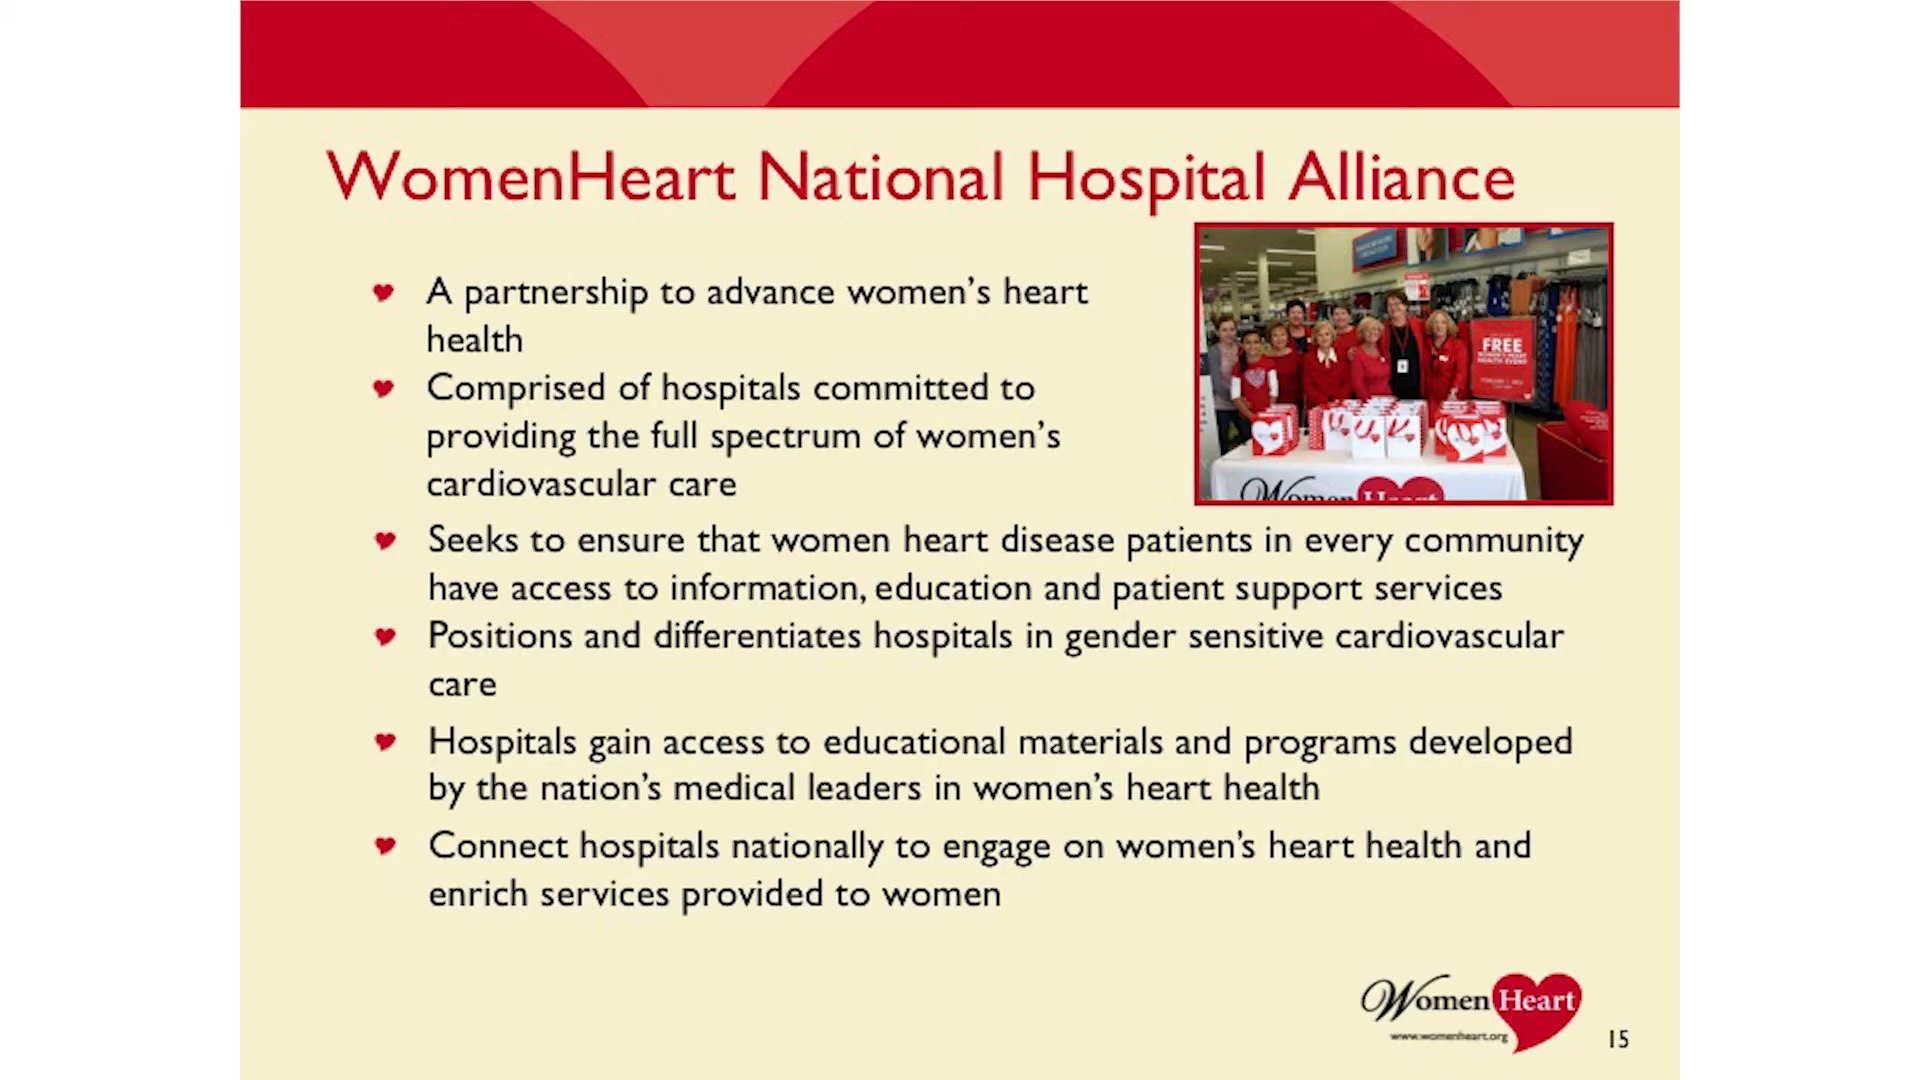 WomenHeart National Hospital Alliance
A partnership to advance women's heart
health
Comprised of hospitals committed to
providing the full spectrum of women's
cardiovascular care
FREE
Women Heart
Seeks to ensure that women heart disease patients in every community
have access to information, education and patient support services
Positions and differentiates hospitals in gender sensitive cardiovascular
care
Hospitals gain access to educational materials and programs developed
by the nation's medical leaders in women's heart health
Connect hospitals nationally to engage on women's heart health and
enrich services provided to women
Women Heart
www.womenheart.org
15